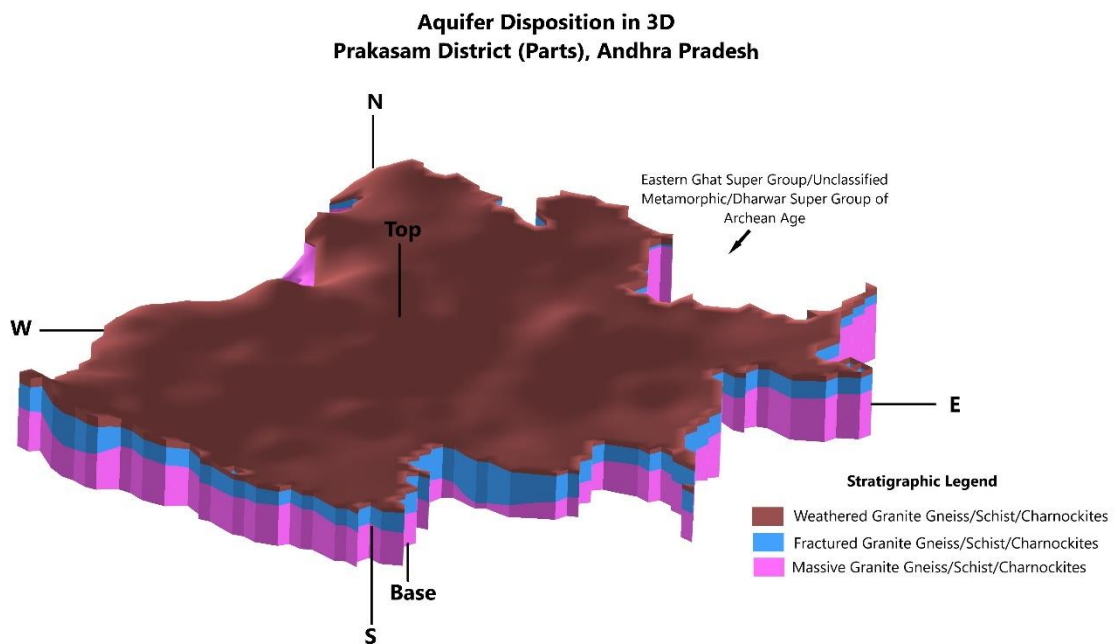 Aquifer Disposition in 3D
Prakasam District (Parts), Andhra Pradesh
N
Eastern Ghat Super Group/Unclassified
Metamorphic/Dharwar Super Group of
Archean Age
Top
W
E
Stratigraphic Legend
Weathered Granite Gneiss/Schist/Charnockites
Fractured Granite Gneiss/Schist/Charnockites
Massive Granite Gneiss/Schist/Charnockites
Base
S